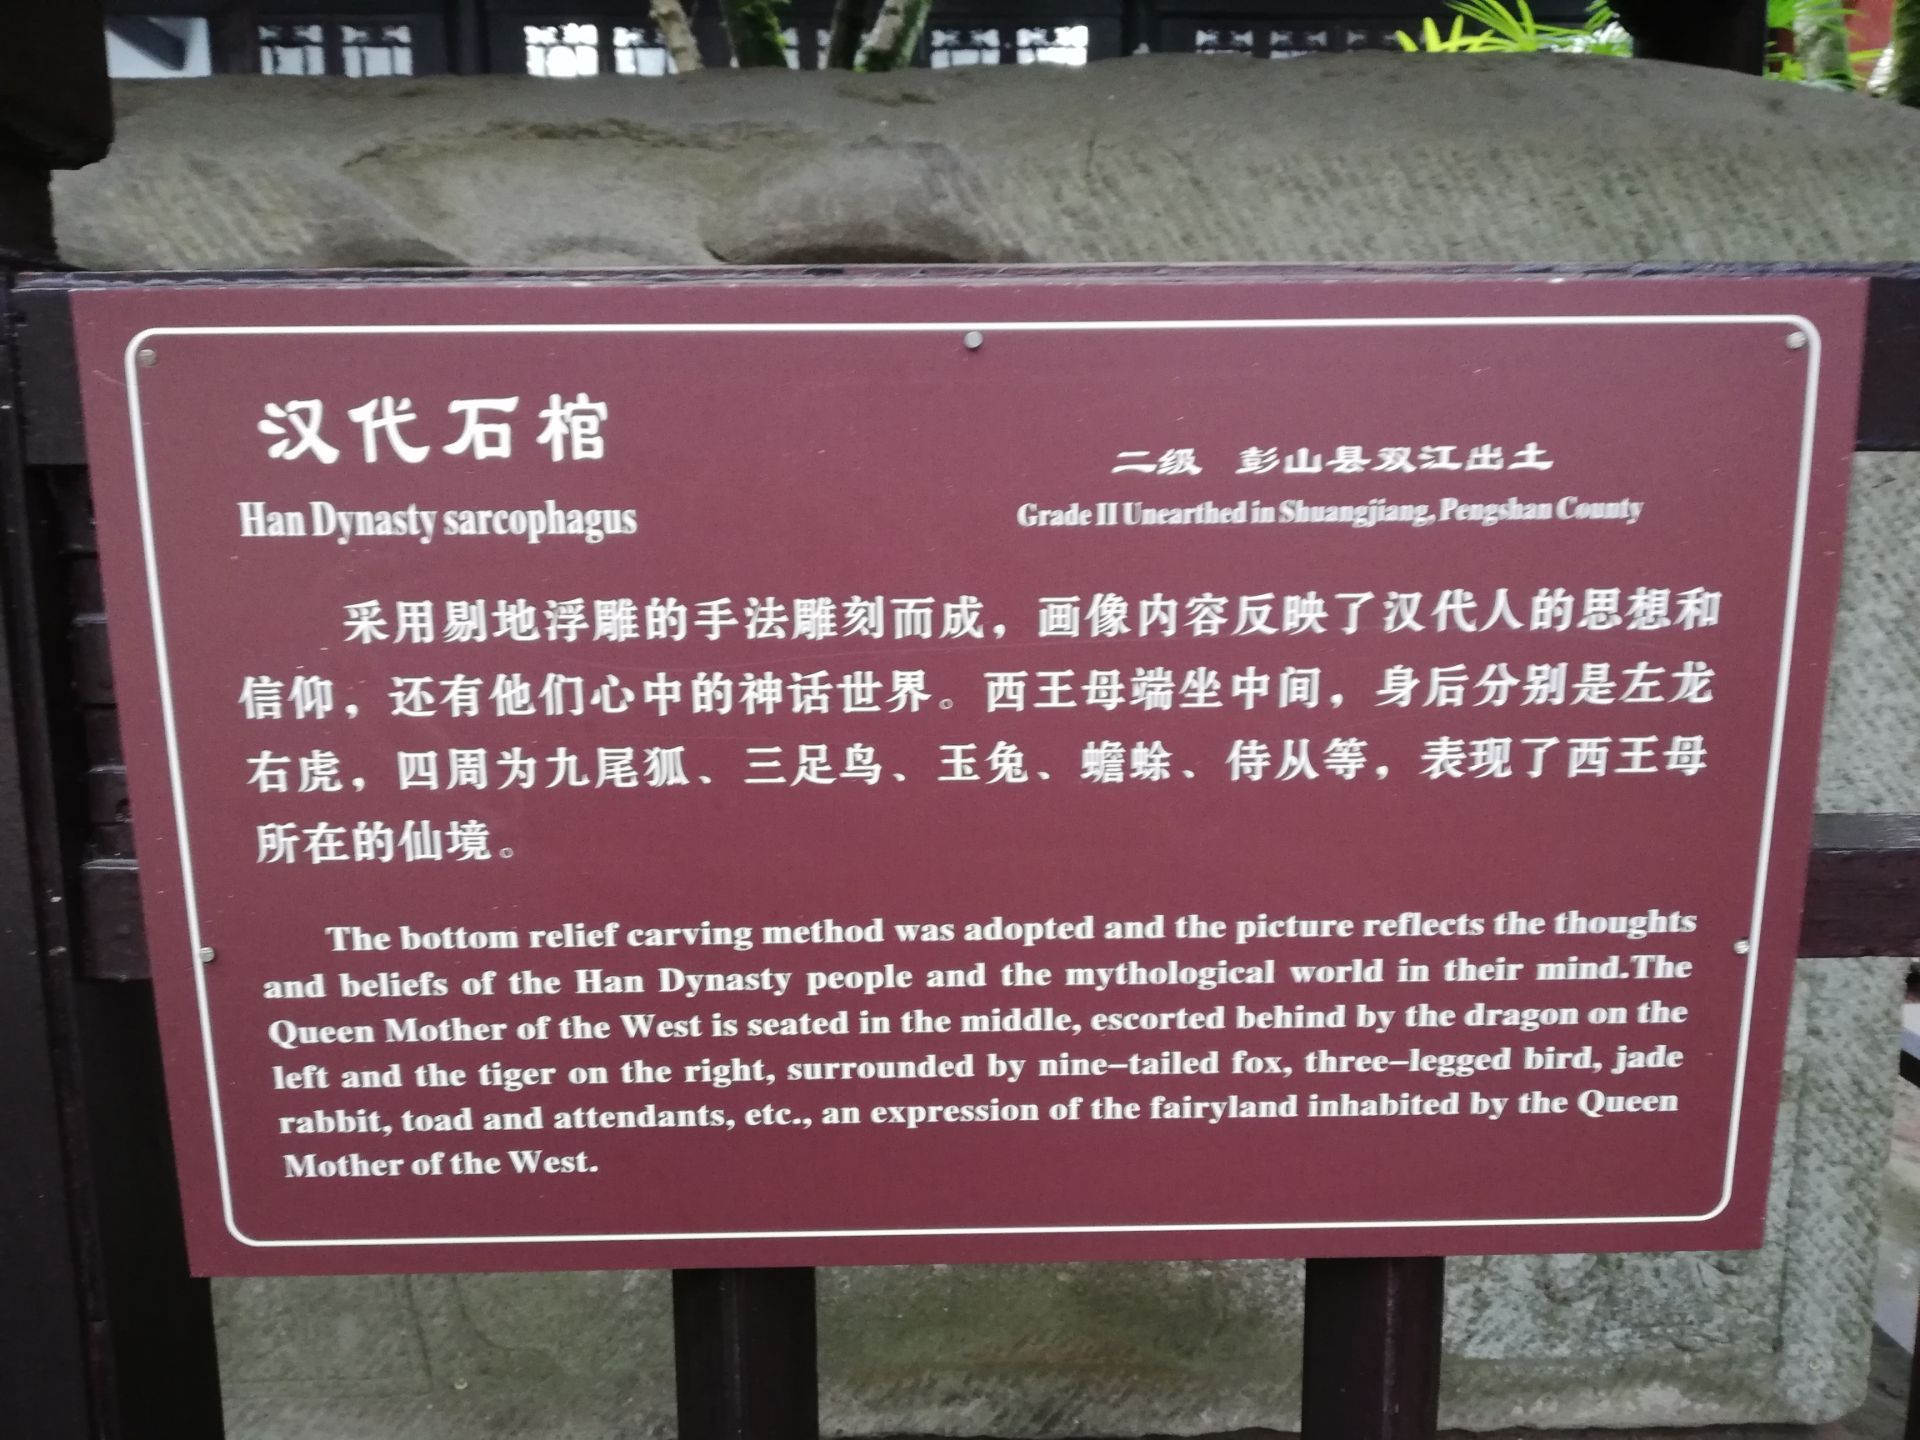 汉代石棺
Han Dynasty sarcophagus
二级 彭山县双江出土
Grade II Unearthed in Shuangjiang, Pengshan County
采用剔地浮雕的手法雕刻而成，画像内容反映了汉代人的思想和
信仰，还有他们心中的神话世界。西王母端坐中间，身后分别是左龙
右虎，四周为九尾狐、三足鸟、玉兔、蟾蜍、侍从等，表现了西王母
所在的仙境。
The bottom relief carving method was adopted and the picture reflects the thoughts
and beliefs of the Han Dynasty people and the mythological world in their mind.The
Queen Mother of the West is seated in the middle, escorted behind by the dragon on the
left and the tiger on the right, surrounded by nine-tailed fox, three-legged bird, jade
rabbit, toad and attendants, etc., an expression of the fairyland inhabited by the Queen
Mother of the West.